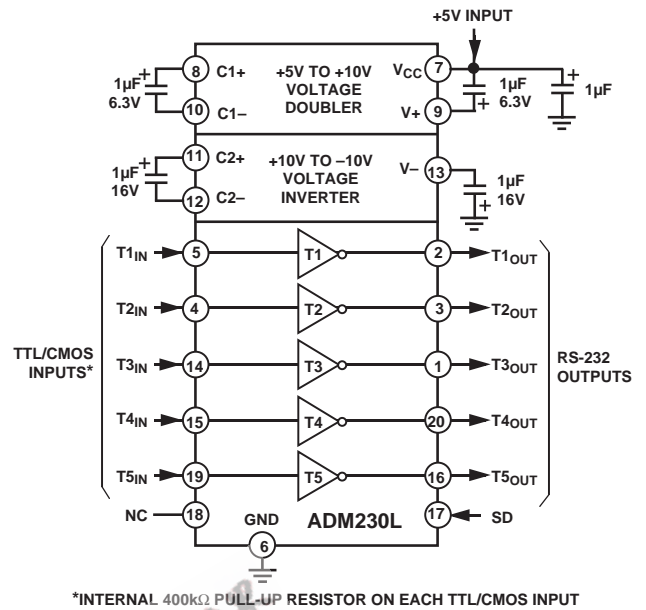 +5V INPUT
8 C1+ +5V TO +10V VOLTAGE DOUBLER VCC 7
1µF + 6.3V
10 C1– V+ 9
1µF 6.3V +
+ 1µF
11 C2+ +10V TO –10V VOLTAGE INVERTER V– 13
1µF + 16V
12 C2–
1µF + 16V
T1IN 5 T1 2 T1OUT
T2IN 4 T2 3 T2OUT
TTL/CMOS INPUTS*
T3IN 14 T3 1 T3OUT
RS-232 OUTPUTS
T4IN 15 T4 20 T4OUT
T5IN 19 T5 16 T5OUT
NC 18 GND ADM230L 17 SD
6
*INTERNAL 400kΩ PULL-UP RESISTOR ON EACH TTL/CMOS INPUT